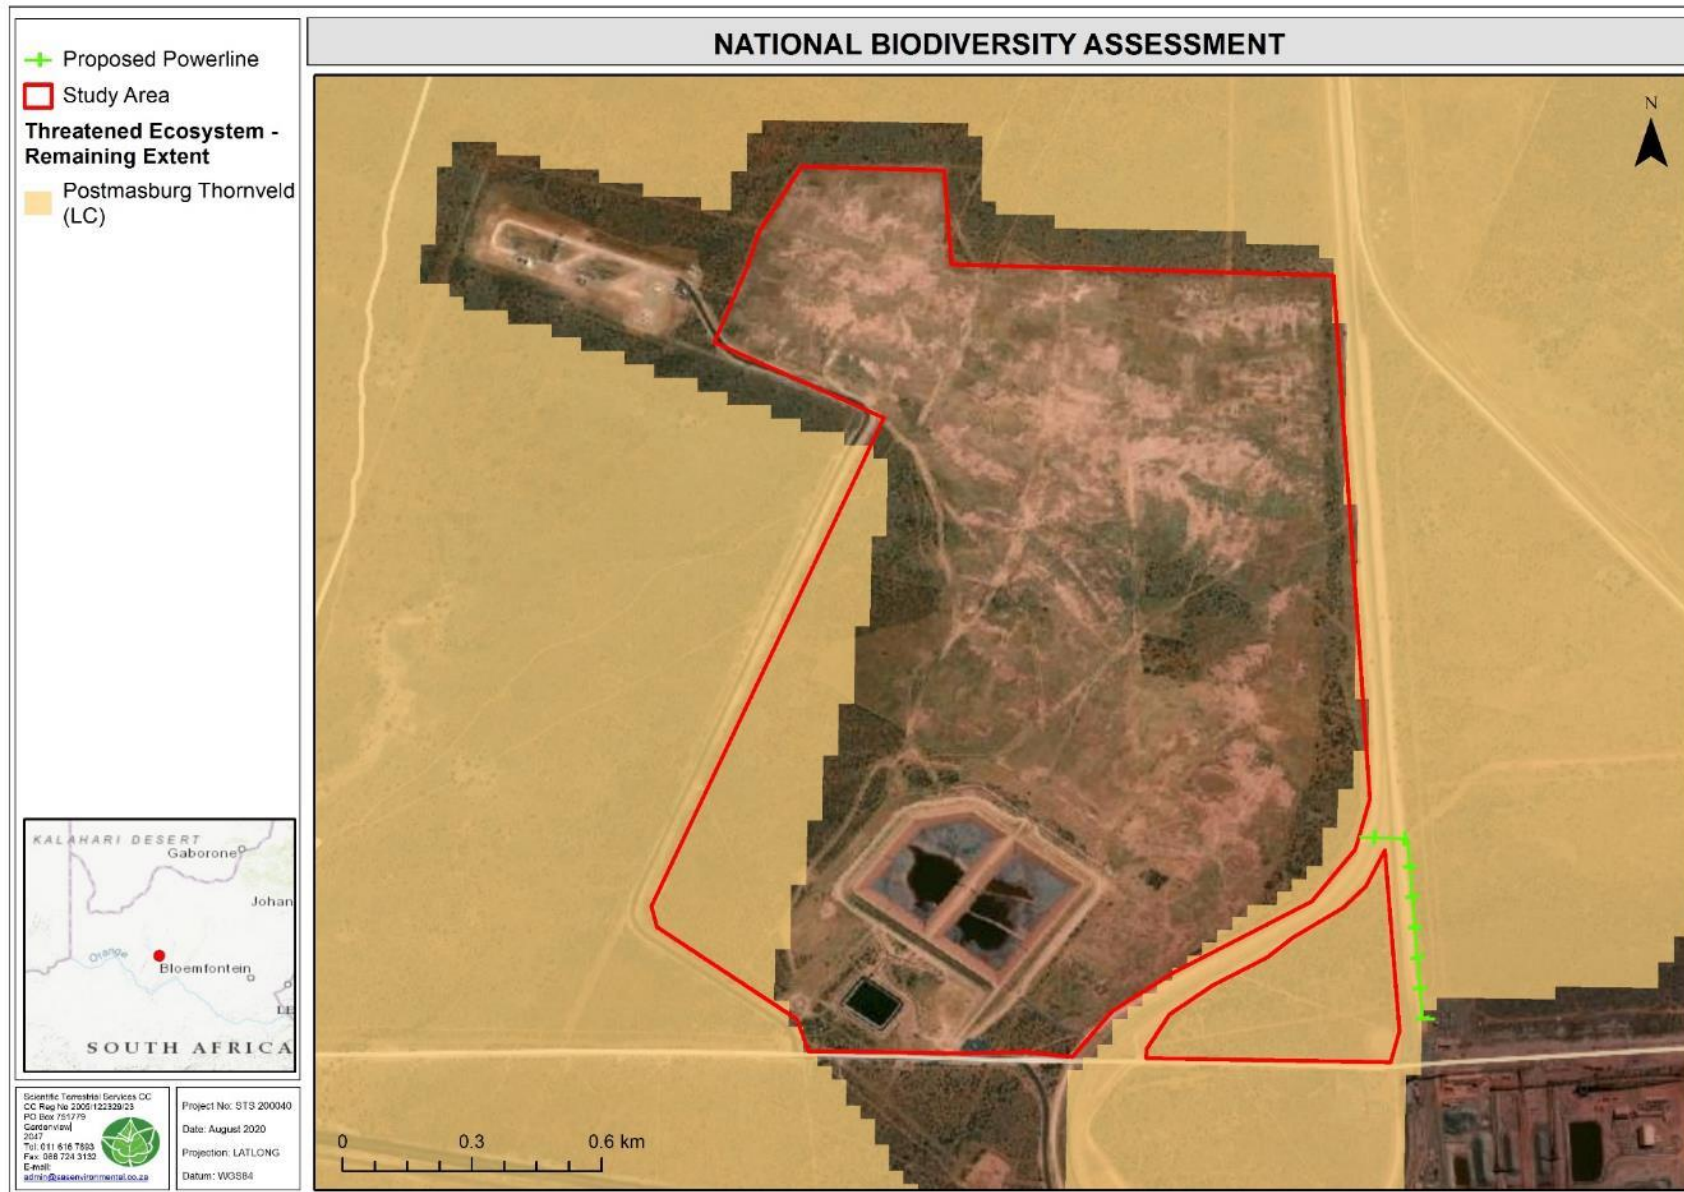 NATIONAL BIODIVERSITY ASSESSMENT
Proposed Powerline
Study Area
Threatened Ecosystem -
Remaining Extent
Postmasburg Thornveld
(LC)
N
KALAHARI DESERT
Gaborone
Johan
Orange
Bloemfontein
LE
SOUTH AFRICA
Scientific Terrestrial Services CC
CC Reg No 2005/122329/23
PO Box 751779
Gardenview
2047
Tel: 011 616 7893
Fax: 086 724 3132
E-mail:
admin@sasenvironmental.co.za
Project No: STS 200040
Date: August 2020
Projection: LATLONG
Datum: WGS84
0 0.3 0.6 km